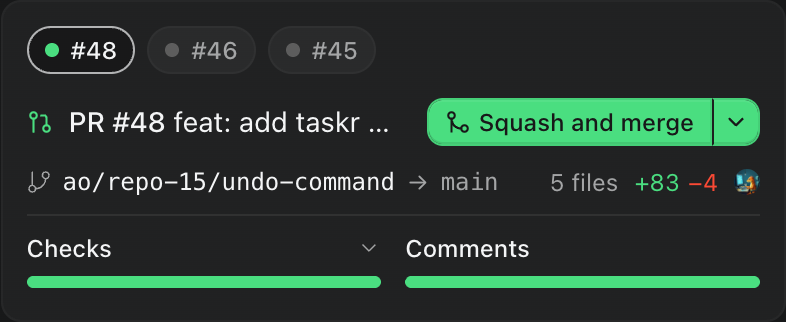 #48 #46 #45
PR #48 feat: add taskr ... Squash and merge
ao/repo-15/undo-command → main 5 files +83 −4
Checks Comments